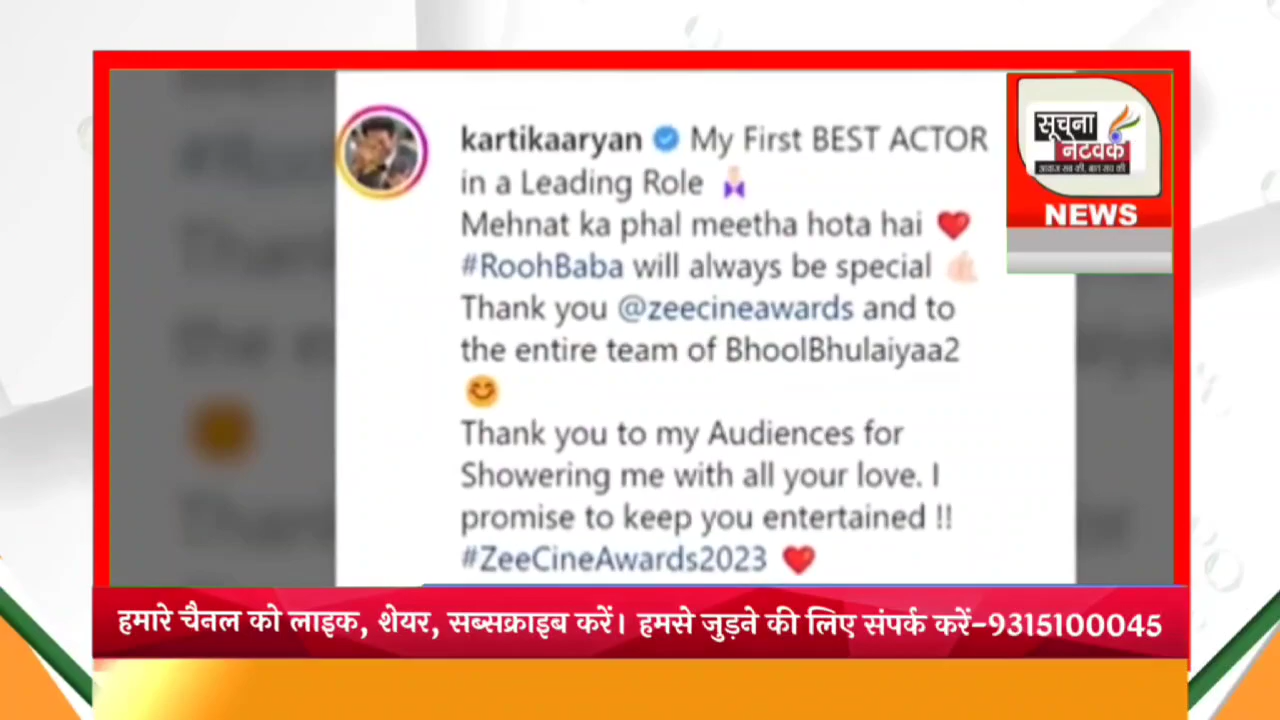 kartikaaryan My First BEST ACTOR
in a Leading Role
Mehnat ka phal meetha hota hai ❤️
#RoohBaba will always be special
Thank you @zeecineawards and to
the entire team of BhoolBhulaiyaa2
😊
Thank you to my Audiences for
Showering me with all your love. I
promise to keep you entertained !!
#ZeeCineAwards2023 ❤️
सूचना
नेटवर्क
आवाज सब की, बात सब की
NEWS
हमारे चैनल को लाइक, शेयर, सब्सक्राइब करें। हमसे जुड़ने की लिए संपर्क करें-9315100045